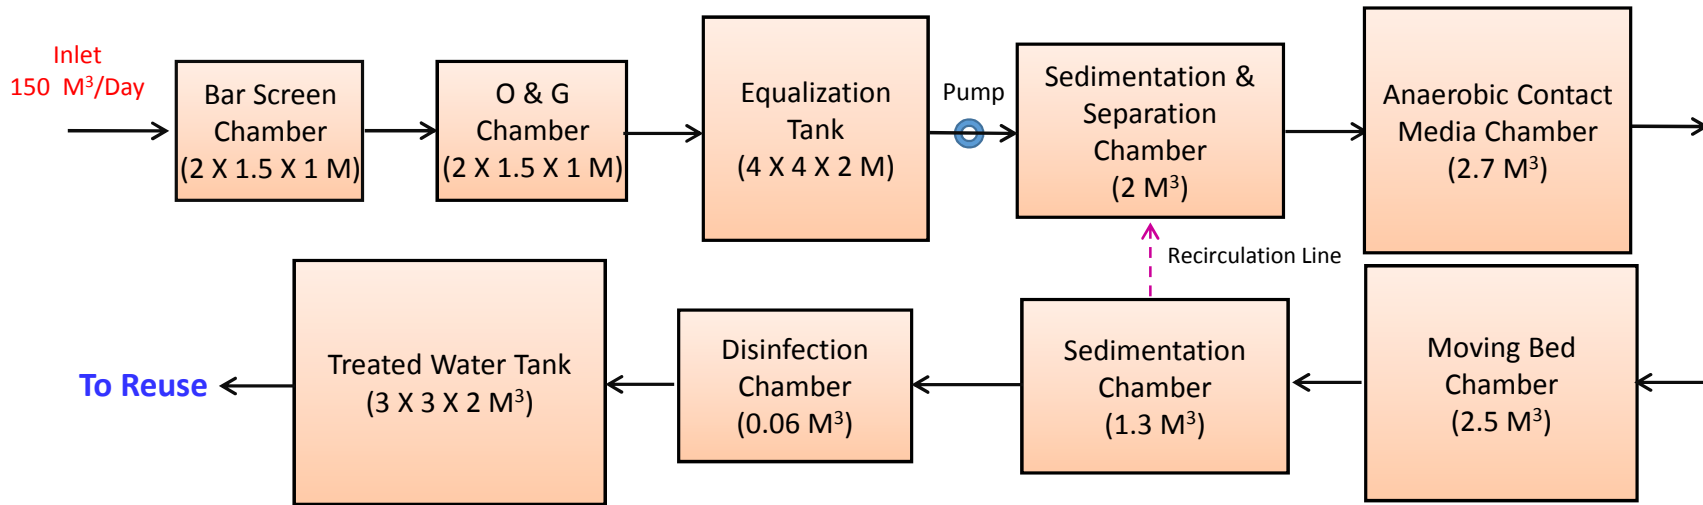 Inlet
150 M³/Day
Bar Screen
Chamber
(2 X 1.5 X 1 M)
O & G
Chamber
(2 X 1.5 X 1 M)
Equalization
Tank
(4 X 4 X 2 M)
Pump
Sedimentation &
Separation
Chamber
(2 M³)
Anaerobic Contact
Media Chamber
(2.7 M³)
Recirculation Line
To Reuse
Treated Water Tank
(3 X 3 X 2 M³)
Disinfection
Chamber
(0.06 M³)
Sedimentation
Chamber
(1.3 M³)
Moving Bed
Chamber
(2.5 M³)